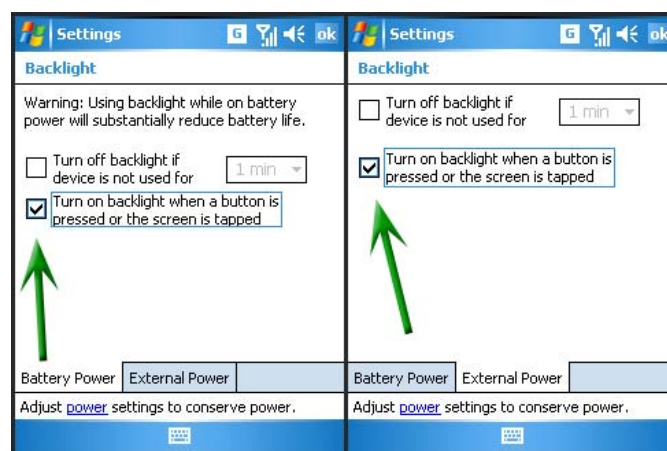 Settings
G
ok
Backlight
Warning: Using backlight while on battery
power will substantially reduce battery life.
Turn off backlight if
device is not used for
1 min
Turn on backlight when a button is
pressed or the screen is tapped
Battery Power
External Power
Adjust power settings to conserve power.
Settings
G
ok
Backlight
Turn off backlight if
device is not used for
1 min
Turn on backlight when a button is
pressed or the screen is tapped
Battery Power
External Power
Adjust power settings to conserve power.